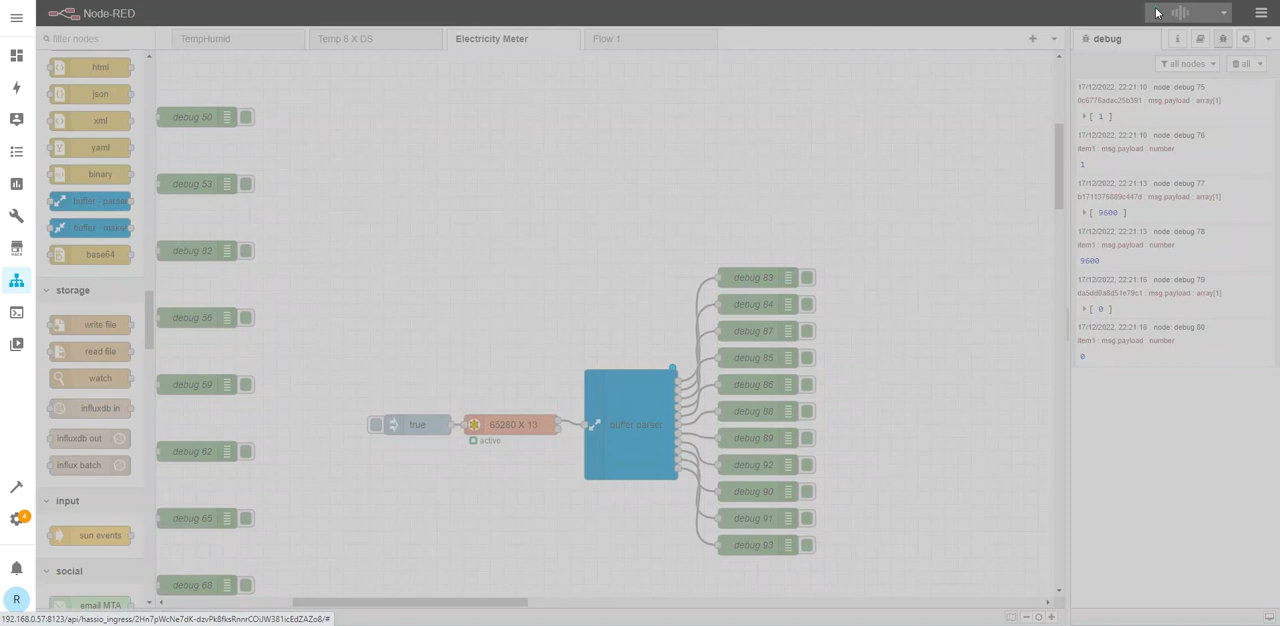 Node-RED
filter nodes
TempHumid
Temp 8 X DS
Electricity Meter
Flow 1
debug
all nodes
all
html
json
xml
yaml
binary
buffer - parser
buffer - maker
base64
storage
write file
read file
watch
influxdb in
influxdb out
influx batch
input
sun events
social
email MTA
debug 50
debug 53
debug 82
debug 56
debug 59
debug 62
debug 65
debug 68
true
65280 X 13
active
buffer parser
debug 83
debug 84
debug 87
debug 85
debug 86
debug 88
debug 89
debug 92
debug 90
debug 91
debug 93
17/12/2022, 22:21:10 node: debug 75
0c6770adac25b391 : msg.payload : array[1]
[ 1 ]
17/12/2022, 22:21:10 node: debug 76
item1 : msg.payload : number
1
17/12/2022, 22:21:13 node: debug 77
b1711376089c447d : msg.payload : array[1]
[ 9600 ]
17/12/2022, 22:21:13 node: debug 78
item1 : msg.payload : number
9600
17/12/2022, 22:21:16 node: debug 79
: msg.payload : array[1]
[ 0 ]
17/12/2022, 22:21:16 node: debug
item1 : msg.payload : number
0
HACS
4
R